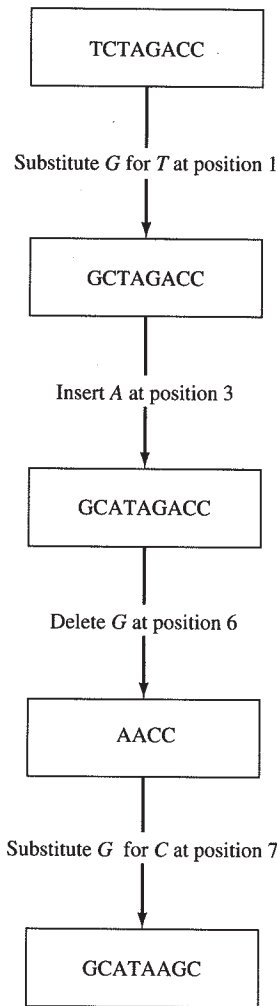 TCTAGACC
Substitute G for T at position 1
GCTAGACC
Insert A at position 3
GCATAGACC
Delete G at position 6
AACC
Substitute G for C at position 7
GCATAAGC